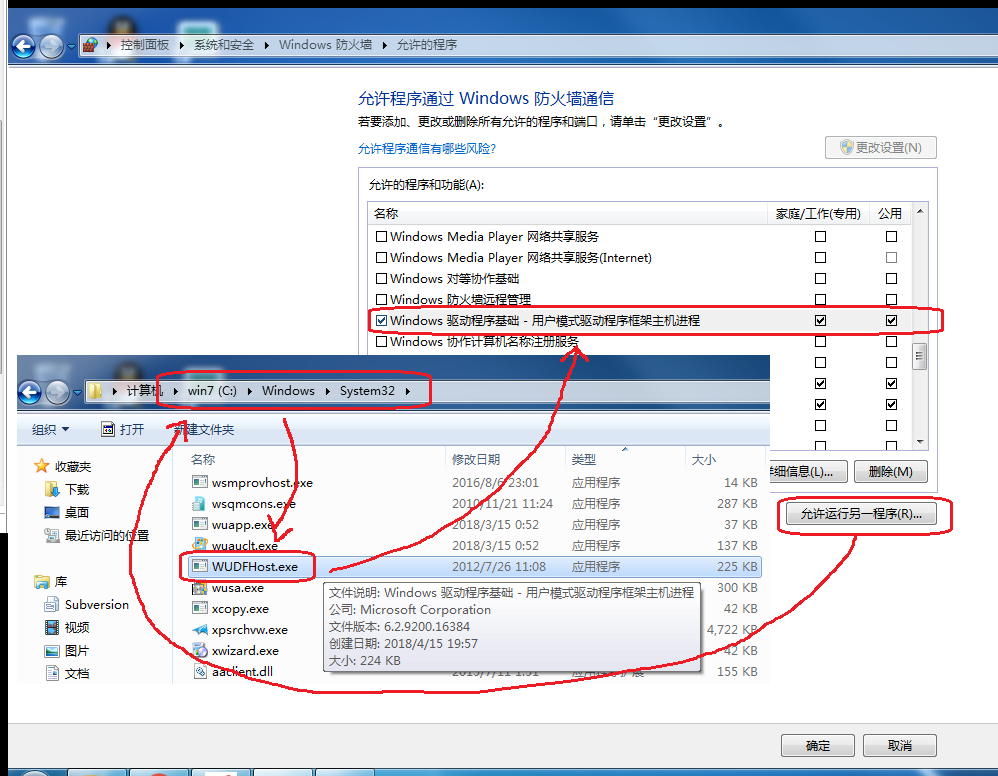 控制面板 ▸ 系统和安全 ▸ Windows 防火墙 ▸ 允许的程序
允许程序通过 Windows 防火墙通信
若要添加、更改或删除所有允许的程序和端口，请单击“更改设置”。
允许程序通信有哪些风险?
更改设置(N)
允许的程序和功能(A):
名称 家庭/工作(专用) 公用
Windows Media Player 网络共享服务
Windows Media Player 网络共享服务(Internet)
Windows 对等协作基础
Windows 防火墙远程管理
Windows 驱动程序基础 - 用户模式驱动程序框架主机进程
Windows 协作计算机名称注册服务
计算机 ▸ win7 (C:) ▸ Windows ▸ System32 ▸
组织 打开 新建文件夹
名称 修改日期 类型 大小
收藏夹
下载
桌面
最近访问的位置
库
Subversion
视频
图片
文档
wsmprovhost.exe 2016/8/6 23:01 应用程序 14 KB
wsqmcons.exe 2010/11/21 11:24 应用程序 287 KB
wuapp.exe 2018/3/15 0:52 应用程序 37 KB
wuauclt.exe 2018/3/15 0:52 应用程序 137 KB
WUDFHost.exe 2012/7/26 11:08 应用程序 225 KB
wusa.exe 300 KB
xcopy.exe 42 KB
xpsrchvw.exe 4,722 KB
xwizard.exe 42 KB
aaclient.dll 155 KB
文件说明: Windows 驱动程序基础 - 用户模式驱动程序框架主机进程
公司: Microsoft Corporation
文件版本: 6.2.9200.16384
创建日期: 2018/4/15 19:57
大小: 224 KB
详细信息(L)... 删除(M)
允许运行另一程序(R)...
确定 取消